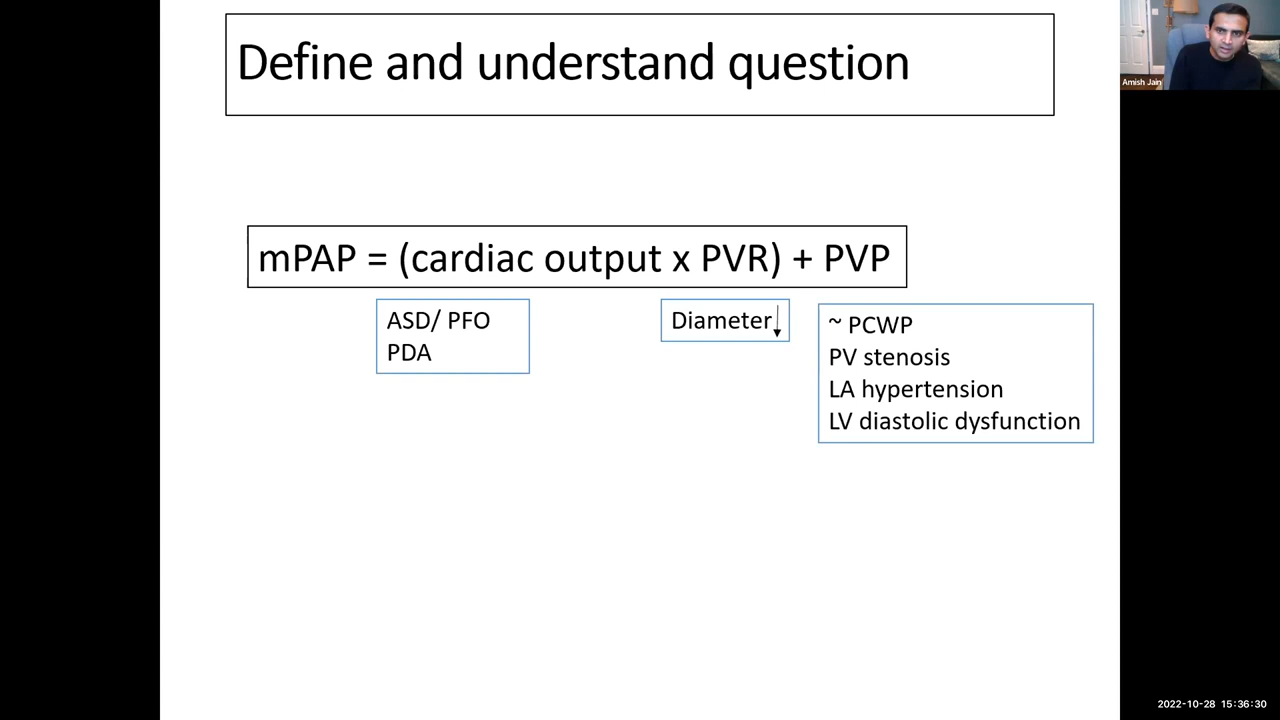 Define and understand question
Amish Jain
mPAP = (cardiac output x PVR) + PVP
ASD/ PFO
PDA
Diameter↓
~ PCWP
PV stenosis
LA hypertension
LV diastolic dysfunction
2022-10-28 15:36:30